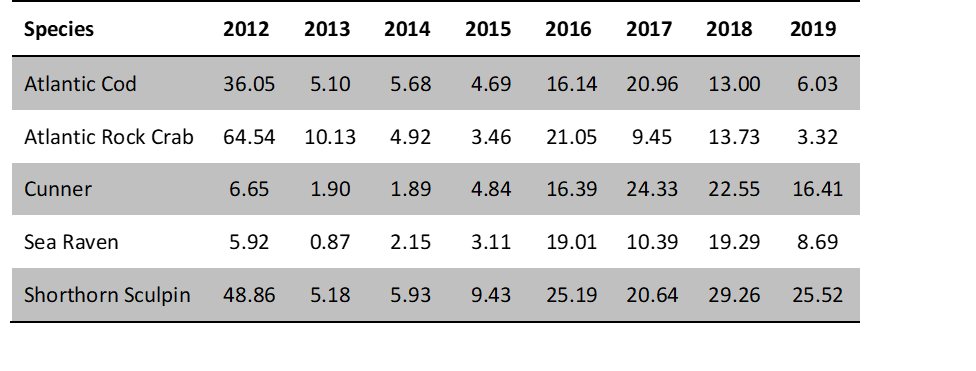 Species 2012 2013 2014 2015 2016 2017 2018 2019
Atlantic Cod 36.05 5.10 5.68 4.69 16.14 20.96 13.00 6.03
Atlantic Rock Crab 64.54 10.13 4.92 3.46 21.05 9.45 13.73 3.32
Cunner 6.65 1.90 1.89 4.84 16.39 24.33 22.55 16.41
Sea Raven 5.92 0.87 2.15 3.11 19.01 10.39 19.29 8.69
Shorthorn Sculpin 48.86 5.18 5.93 9.43 25.19 20.64 29.26 25.52